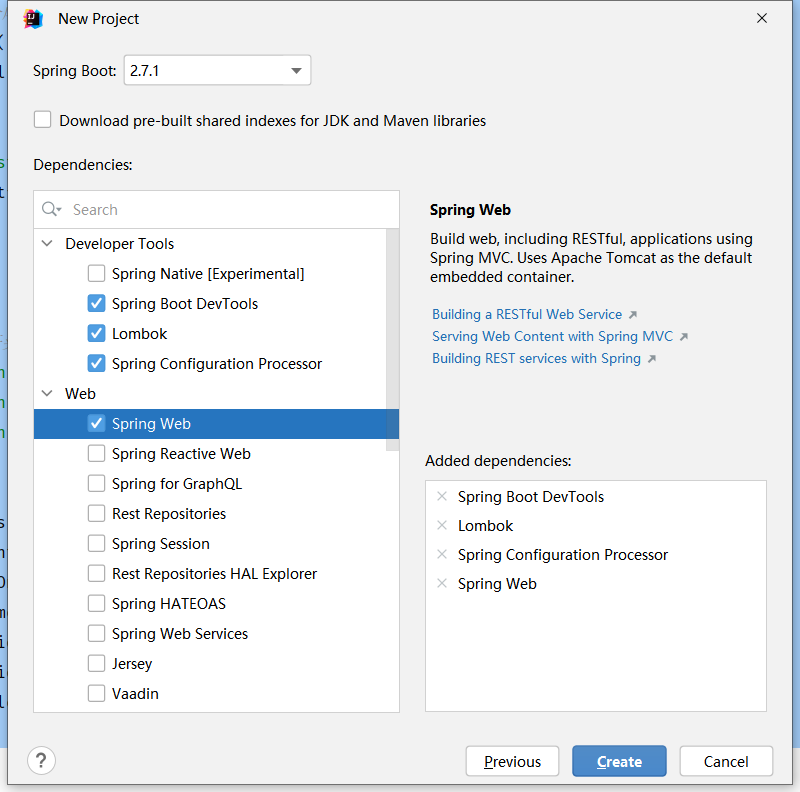 New Project
Spring Boot: 2.7.1
Download pre-built shared indexes for JDK and Maven libraries
Dependencies:
Search
Developer Tools
Spring Native [Experimental]
Spring Boot DevTools
Lombok
Spring Configuration Processor
Web
Spring Web
Spring Reactive Web
Spring for GraphQL
Rest Repositories
Spring Session
Rest Repositories HAL Explorer
Spring HATEOAS
Spring Web Services
Jersey
Vaadin
Spring Web
Build web, including RESTful, applications using
Spring MVC. Uses Apache Tomcat as the default
embedded container.
Building a RESTful Web Service
Serving Web Content with Spring MVC
Building REST services with Spring
Added dependencies:
Spring Boot DevTools
Lombok
Spring Configuration Processor
Spring Web
?
Previous
Create
Cancel